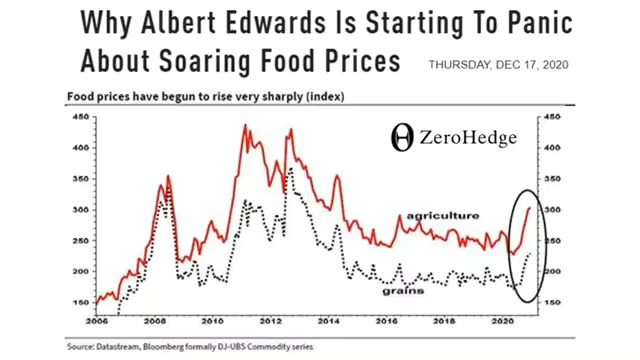 Why Albert Edwards Is Starting To Panic
About Soaring Food Prices
THURSDAY, DEC 17, 2020
Food prices have begun to rise very sharply (index)
450 450
ZeroHedge
400 400
350 350
agriculture
300 300
250 250
200 200
grains
150 150
2006 2008 2010 2012 2014 2016 2018 2020
Source: Datastream, Bloomberg formally DJ-UBS Commodity series